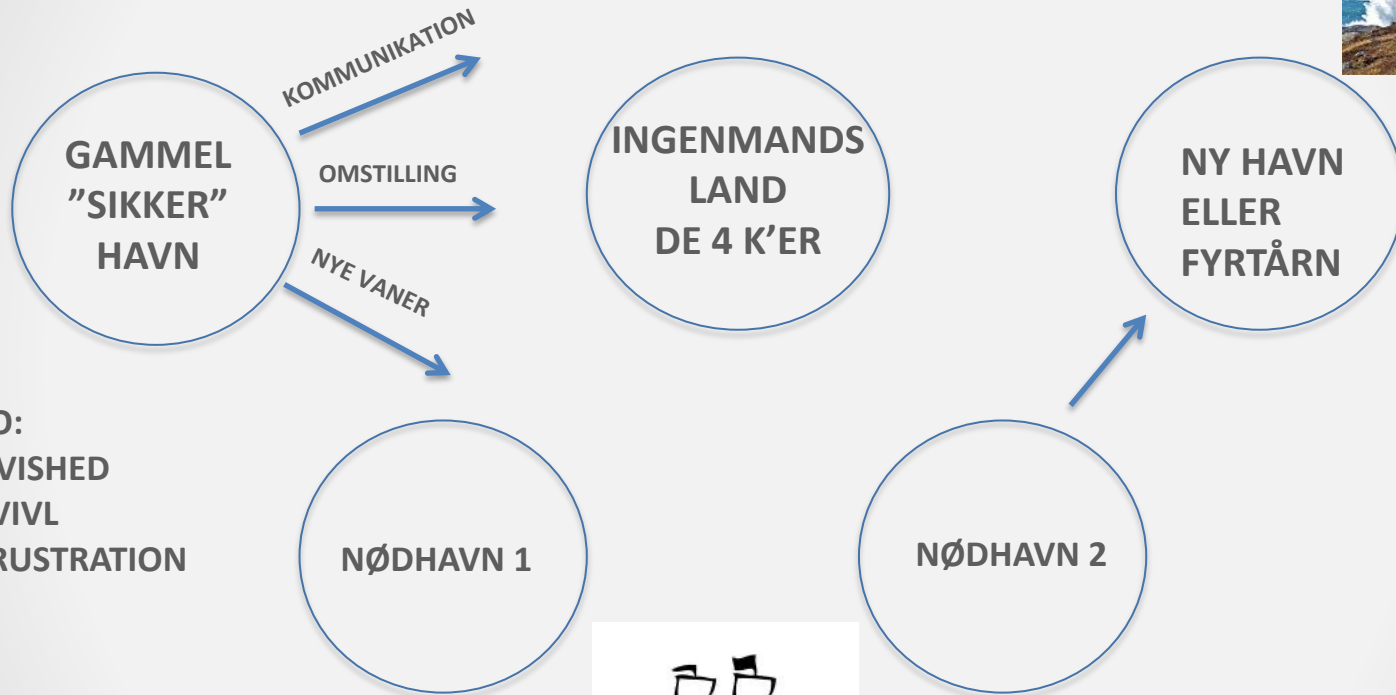 KOMMUNIKATION
GAMMEL
”SIKKER”
HAVN
OMSTILLING
NYE VANER
INGENMANDS
LAND
DE 4 K’ER
NY HAVN
ELLER
FYRTÅRN
NØDHAVN 1
NØDHAVN 2